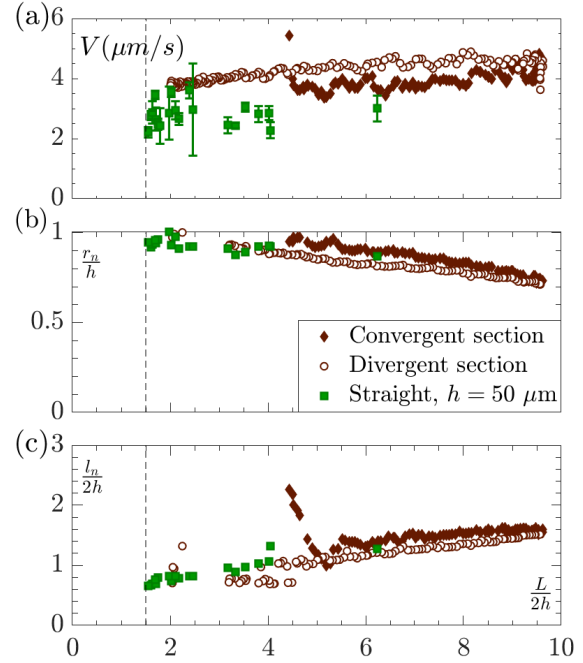 (a)
V(μm/s)
6
4
2
0
(b)
r_n/h
1
0.5
0
Convergent section
Divergent section
Straight, h = 50 μm
(c)
l_n/2h
3
2
1
0
L/2h
0 2 4 6 8 10